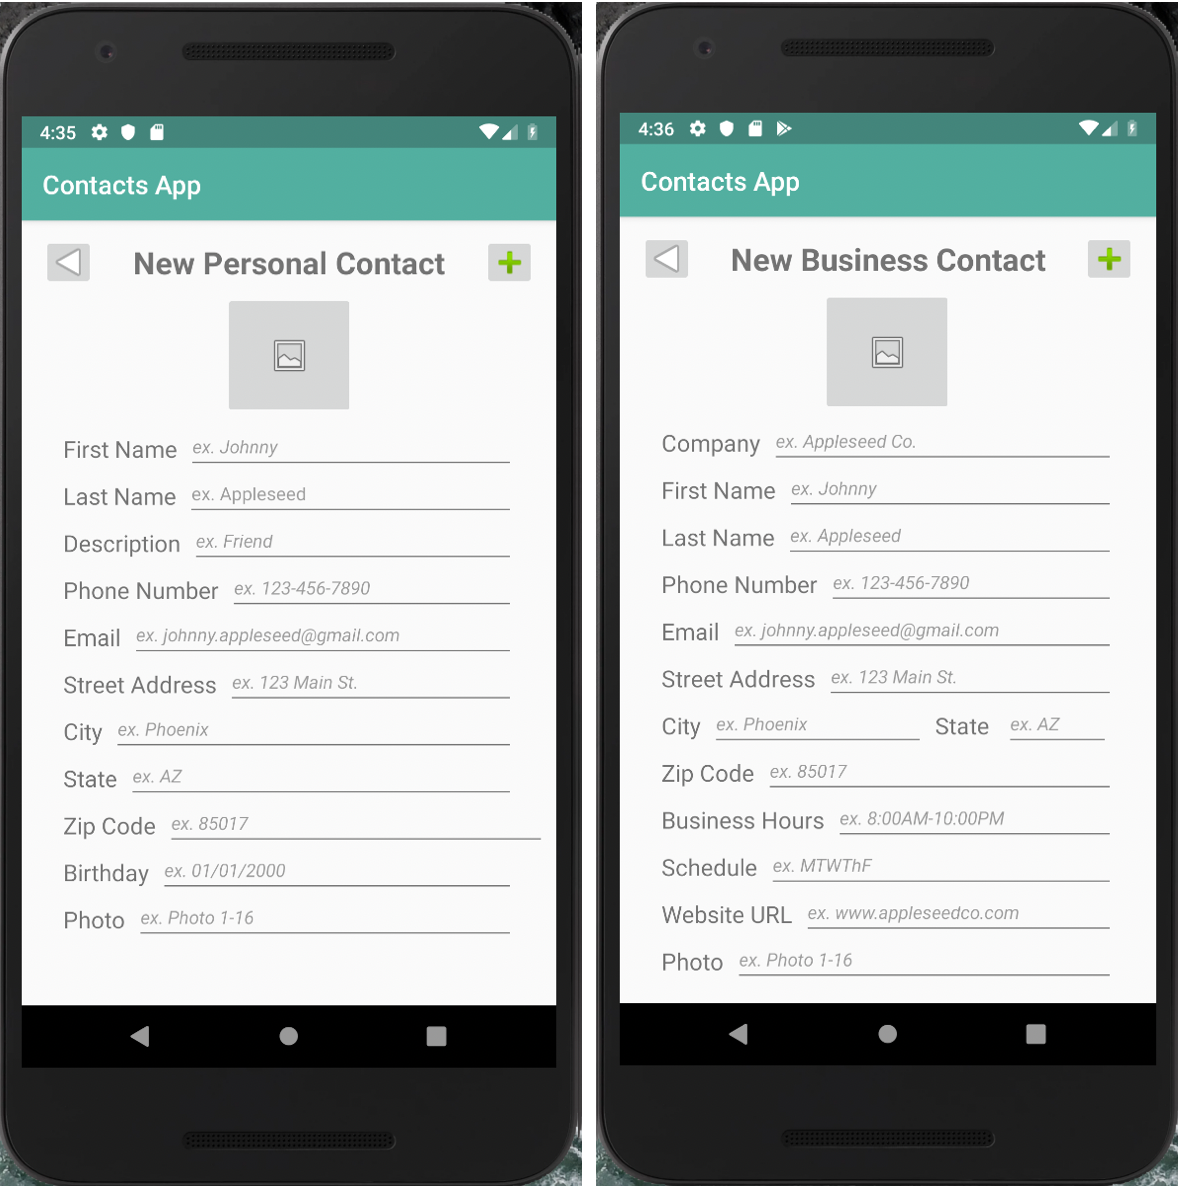 4:35
Contacts App
New Personal Contact
First Name ex. Johnny
Last Name ex. Appleseed
Description ex. Friend
Phone Number ex. 123-456-7890
Email ex. johnny.appleseed@gmail.com
Street Address ex. 123 Main St.
City ex. Phoenix
State ex. AZ
Zip Code ex. 85017
Birthday ex. 01/01/2000
Photo ex. Photo 1-16
4:36
Contacts App
New Business Contact
Company ex. Appleseed Co.
First Name ex. Johnny
Last Name ex. Appleseed
Phone Number ex. 123-456-7890
Email ex. johnny.appleseed@gmail.com
Street Address ex. 123 Main St.
City ex. Phoenix State ex. AZ
Zip Code ex. 85017
Business Hours ex. 8:00AM-10:00PM
Schedule ex. MTWThF
Website URL ex. www.appleseedco.com
Photo ex. Photo 1-16